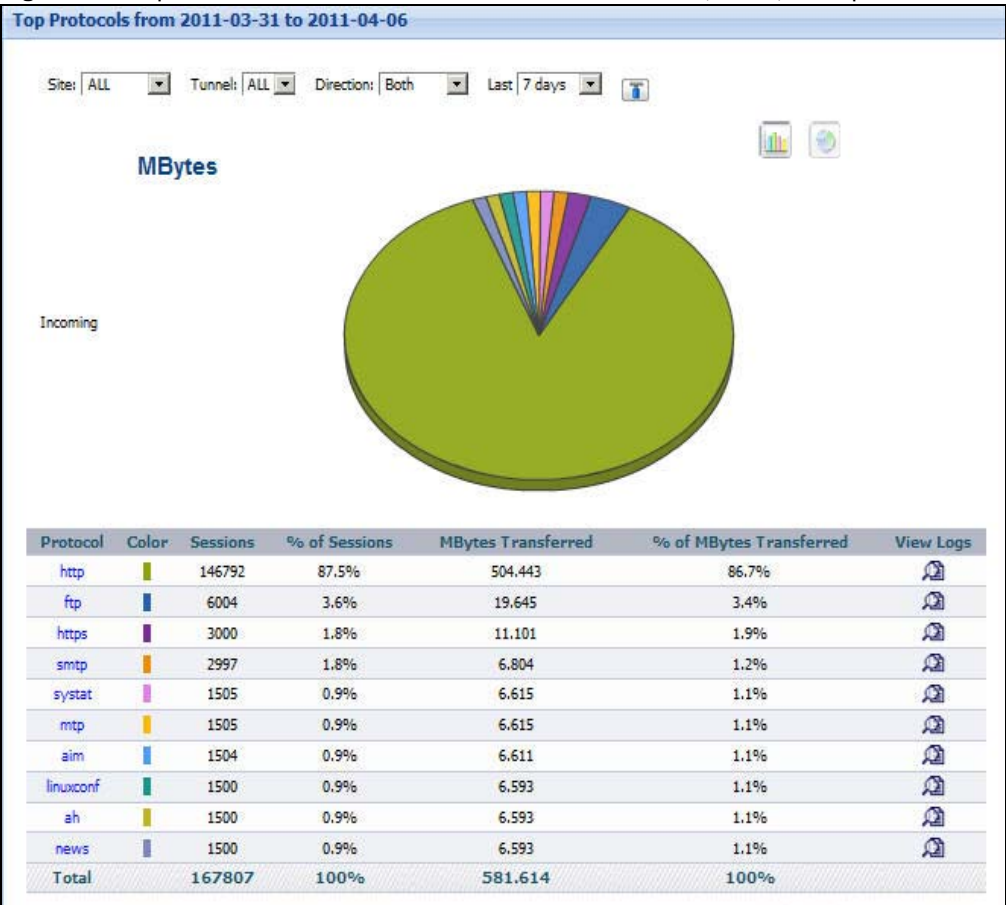 Top Protocols from 2011-03-31 to 2011-04-06
Site: ALL Tunnel: ALL Direction: Both Last 7 days
MBytes
Incoming
Protocol Color Sessions % of Sessions MBytes Transferred % of MBytes Transferred View Logs
http 146792 87.5% 504.443 86.7%
ftp 6004 3.6% 19.645 3.4%
https 3000 1.8% 11.101 1.9%
smtp 2997 1.8% 6.804 1.2%
systat 1505 0.9% 6.615 1.1%
mtp 1505 0.9% 6.615 1.1%
aim 1504 0.9% 6.611 1.1%
linuxconf 1500 0.9% 6.593 1.1%
ah 1500 0.9% 6.593 1.1%
news 1500 0.9% 6.593 1.1%
Total 167807 100% 581.614 100%